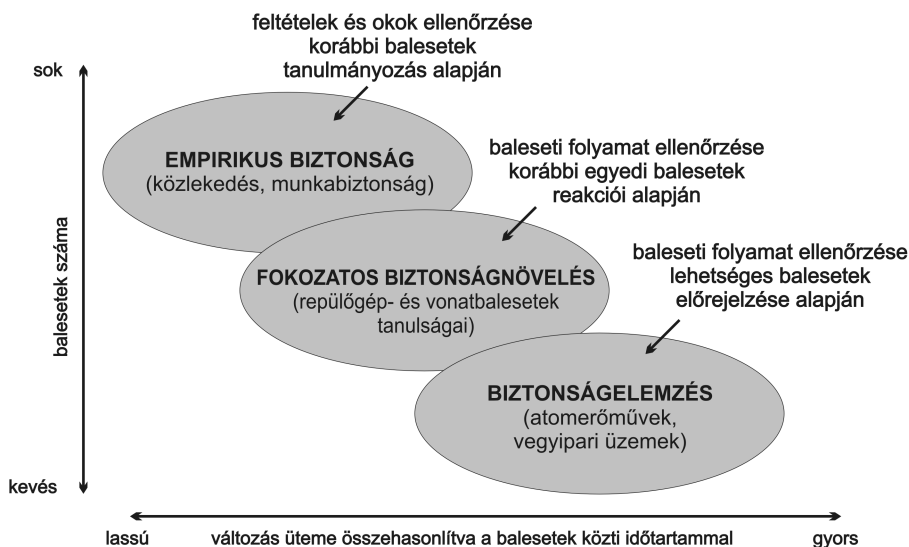 feltételek és okok ellenőrzése
korábbi balesetek
tanulmányozás alapján
sok
EMPIRIKUS BIZTONSÁG
(közlekedés, munkabiztonság)
baleseti folyamat ellenőrzése
korábbi egyedi balesetek
reakciói alapján
balesetek száma
FOKOZATOS BIZTONSÁGNÖVELÉS
(repülőgép- és vonatbalesetek
tanulságai)
baleseti folyamat ellenőrzése
lehetséges balesetek
előrejelzése alapján
BIZTONSÁGELEMZÉS
(atomerőművek,
vegyipari üzemek)
kevés
lassú
változás üteme összehasonlítva a balesetek közti időtartammal
gyors